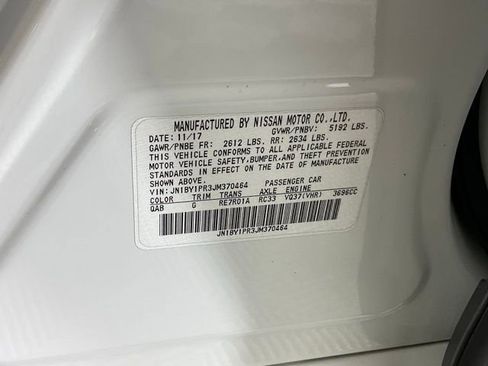 MANUFACTURED BY NISSAN MOTOR CO.,LTD.
DATE: 11/17 GVWR/PNBV: 5192 LBS.
GAWR/PNBE FR: 2612 LBS. RR: 2634 LBS.
THIS VEHICLE CONFORMS TO ALL APPLICABLE FEDERAL
MOTOR VEHICLE SAFETY, BUMPER, AND THEFT PREVENTION
STANDARDS IN EFFECT ON THE DATE OF MANUFACTURE
SHOWN ABOVE.
VIN: JN1BY1PR3JM370464 PASSENGER CAR
COLOR TRIM TRANS AXLE ENGINE
QAB G RE7R01A RC33 VQ37(VHR) 3696CC
JN1BY1PR3JM370464